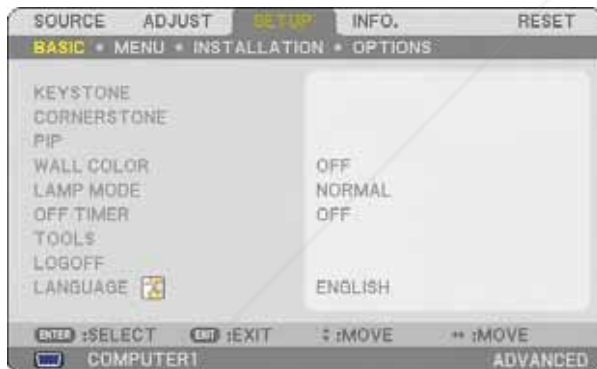 SOURCE ADJUST SETUP INFO. RESET
BASIC • MENU • INSTALLATION • OPTIONS
KEYSTONE
CORNERSTONE
PIP
WALL COLOR OFF
LAMP MODE NORMAL
OFF TIMER OFF
TOOLS
LOGOFF
LANGUAGE ENGLISH
ENTER :SELECT EXIT :EXIT ↕ :MOVE ↔ :MOVE
COMPUTER1 ADVANCED